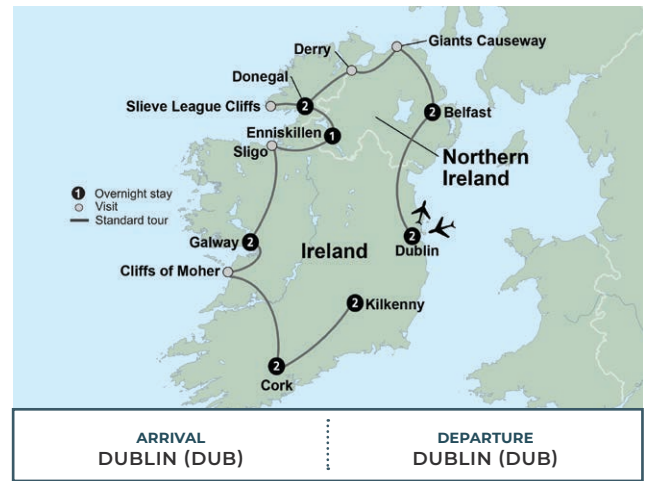 Giants Causeway
Derry
Donegal
2
Slieve League Cliffs
2
Belfast
Enniskillen
1
Sligo
Northern
Ireland
1
Overnight stay
Visit
Standard tour
Galway
2
Ireland
2
Dublin
Cliffs of Moher
2
Kilkenny
2
Cork
ARRIVAL
DUBLIN (DUB)
DEPARTURE
DUBLIN (DUB)